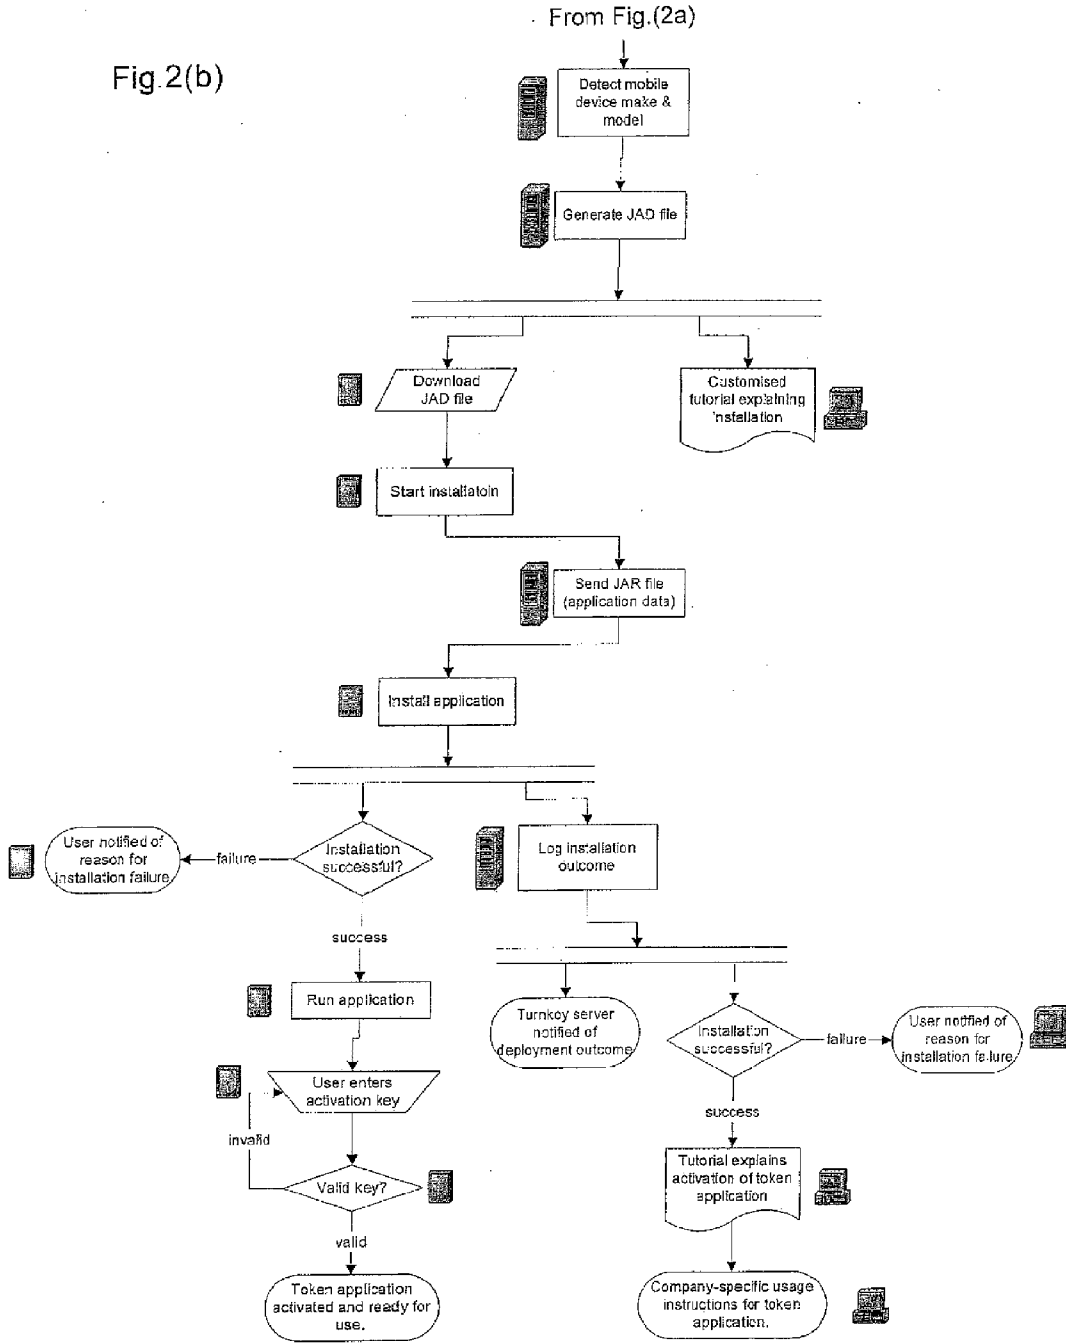 From Fig.(2a)
Fig.2(b)
Detect mobile
device make &
model
Generate JAD file
Download
JAD file
Customised
tutorial explaining
installation
Start installatoin
Send JAR file
(application data)
Install application
User notified of
reason for
installation failure.
failure
Installation
successful?
Log installation
outcome
success
Run application
Turnkey server
notified of
deployment outcome
Installation
successful?
failure
User notified of
reason for
installation failure.
User enters
activation key
success
invalid
Tutorial explains
activation of token
application
Valid key?
valid
Token application
activated and ready for
use.
Company-specific usage
instructions for token
application.